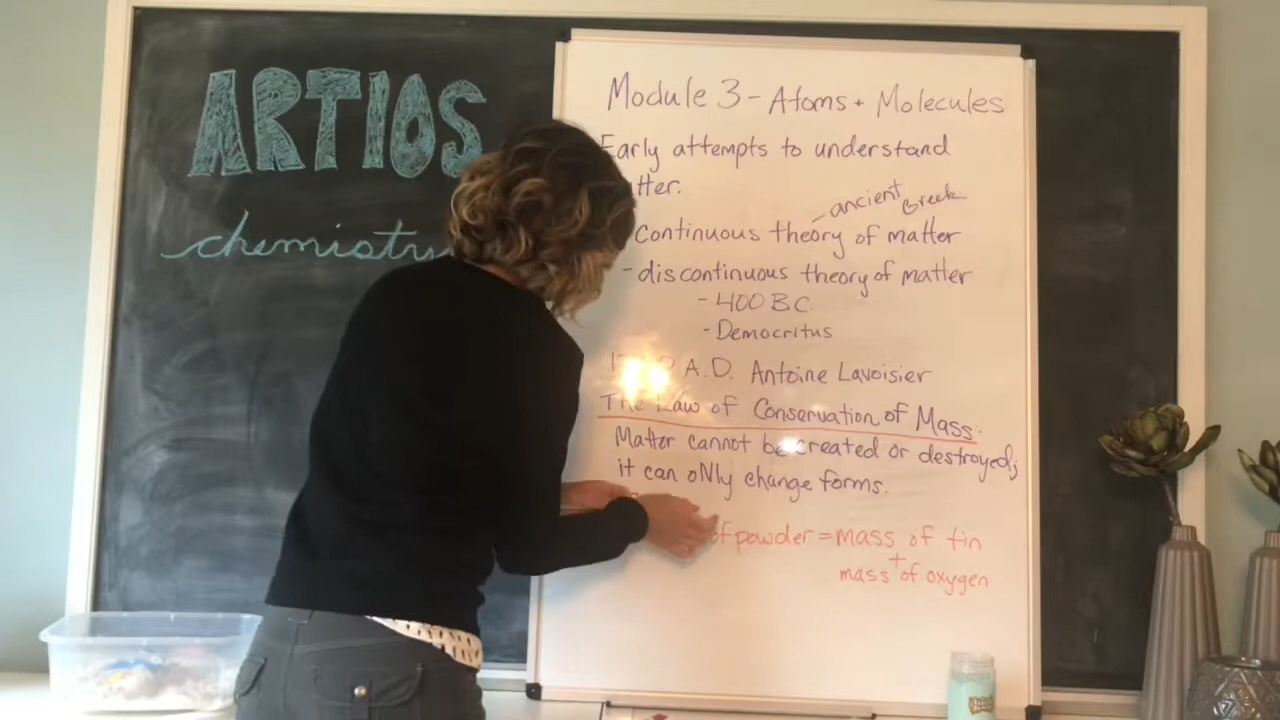 ARTIOS
chemistry
Module 3 - Atoms + Molecules
Early attempts to understand
tter.
- ancient Greek
continuous theory of matter
- discontinuous theory of matter
- 400 B.C.
- Democritus
A.D. Antoine Lavoisier
The Law of Conservation of Mass:
Matter cannot be created or destroyed;
it can oNly change forms.
of powder = mass of tin
+
mass of oxygen